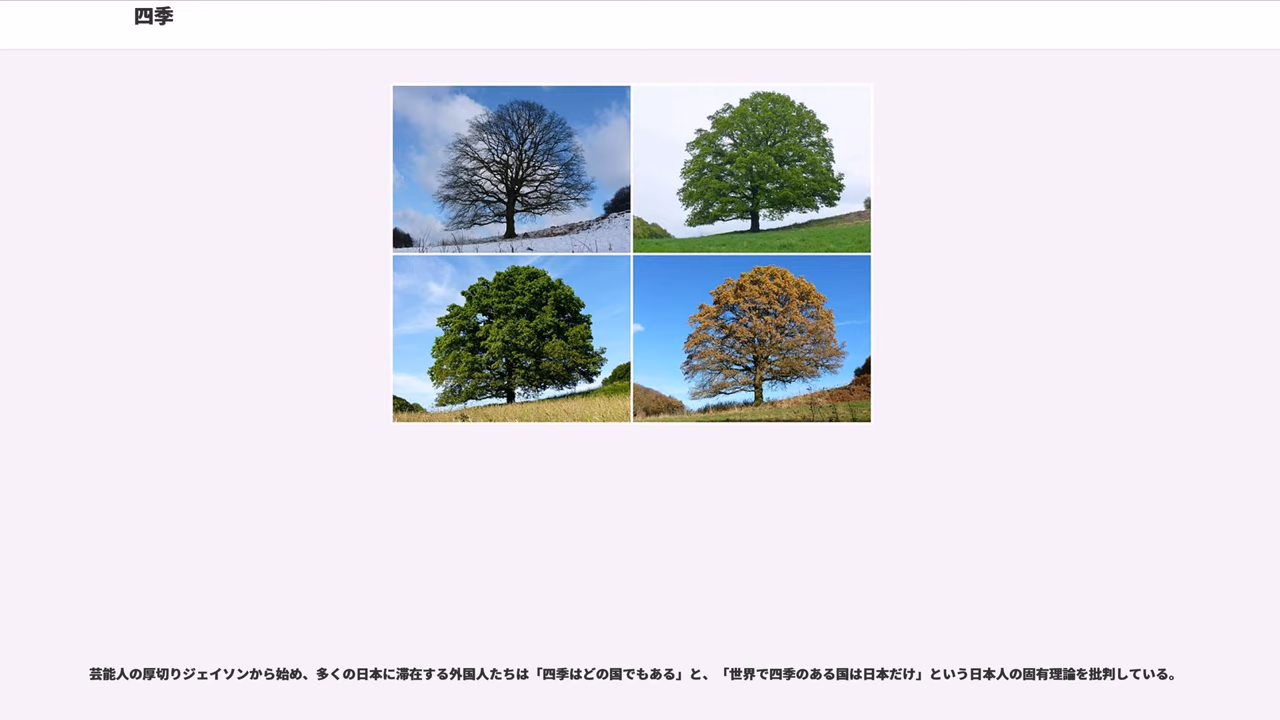 四季
芸能人の厚切りジェイソンから始め、多くの日本に滞在する外国人たちは「四季はどの国でもある」と、「世界で四季のある国は日本だけ」という日本人の固有理論を批判している。